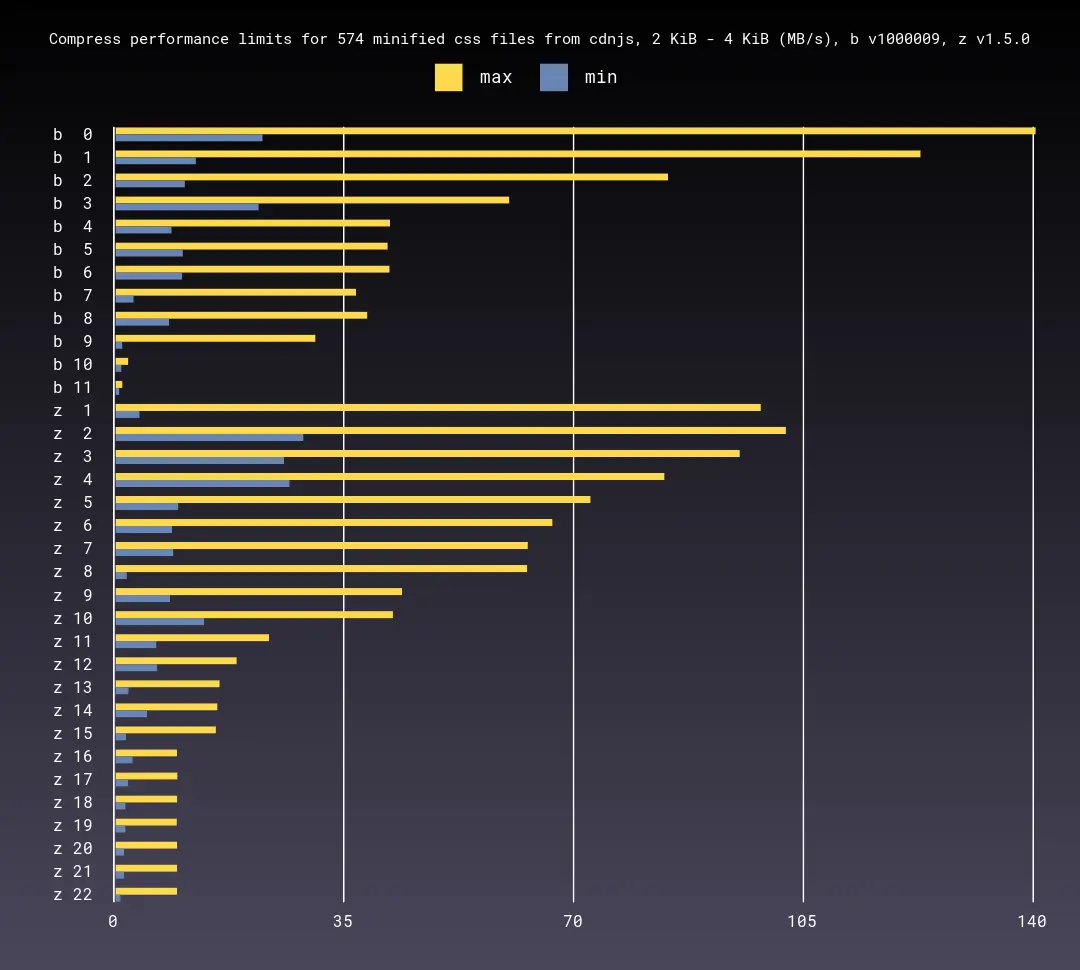 Compress performance limits for 574 minified css files from cdnjs, 2 KiB - 4 KiB (MB/s), b v1000009, z v1.5.0
max min
b 0
b 1
b 2
b 3
b 4
b 5
b 6
b 7
b 8
b 9
b 10
b 11
z 1
z 2
z 3
z 4
z 5
z 6
z 7
z 8
z 9
z 10
z 11
z 12
z 13
z 14
z 15
z 16
z 17
z 18
z 19
z 20
z 21
z 22
0 35 70 105 140